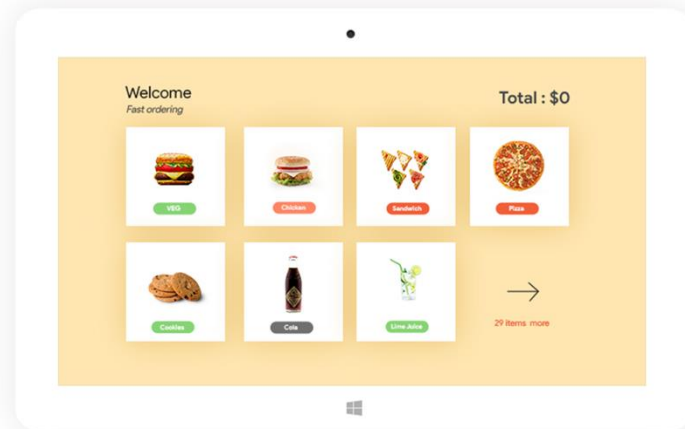 Welcome
Fast ordering
Total : $0
VEG
Chicken
Sandwich
Pizza
Cookies
Cola
Lime Juice
29 items more